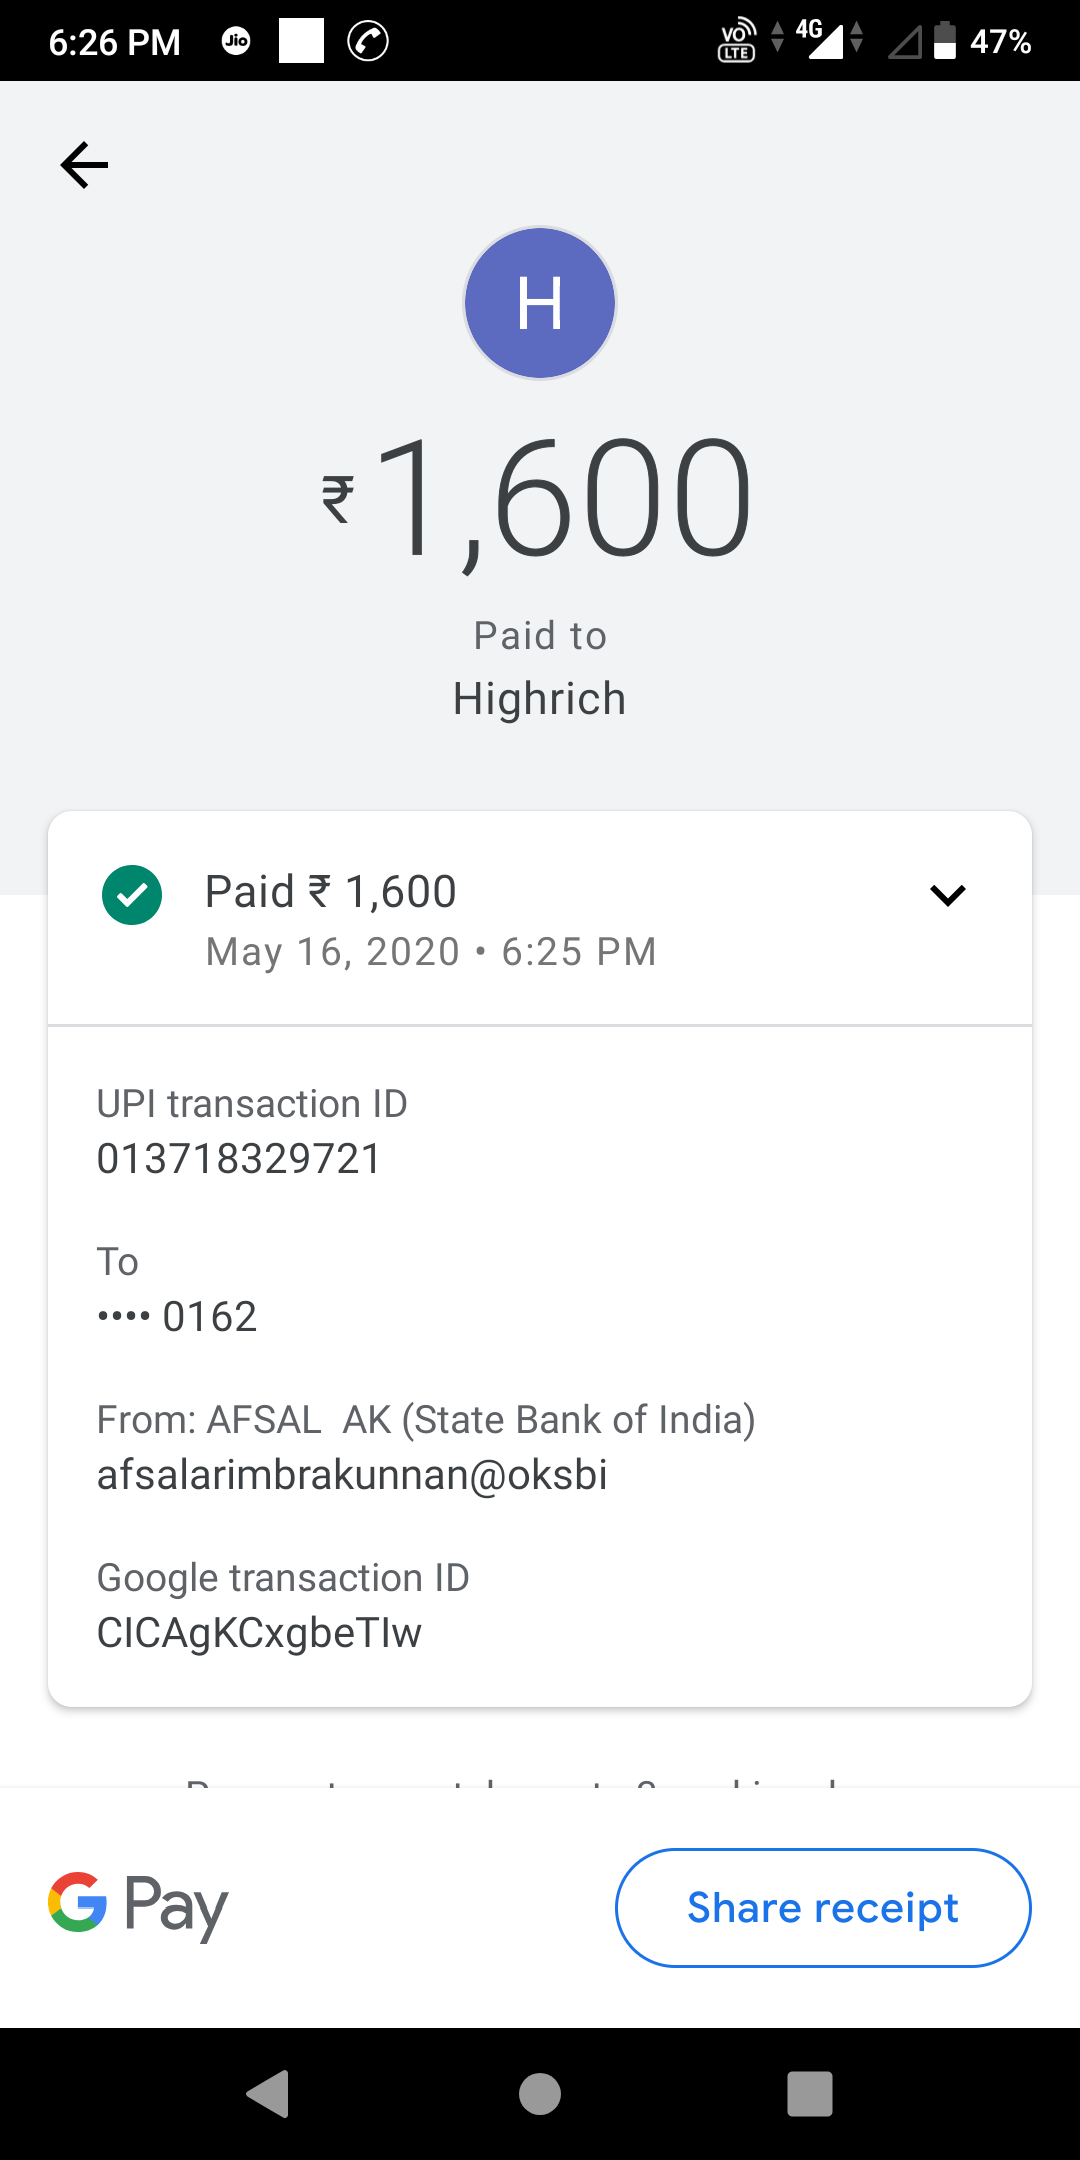 6:26 PM Jio VO LTE 4G 47%
H
₹1,600
Paid to
Highrich
Paid ₹ 1,600
May 16, 2020 • 6:25 PM
UPI transaction ID
013718329721
To
•••• 0162
From: AFSAL  AK (State Bank of India)
afsalarimbrakunnan@oksbi
Google transaction ID
CICAgKCxgbeTIw
G Pay
Share receipt